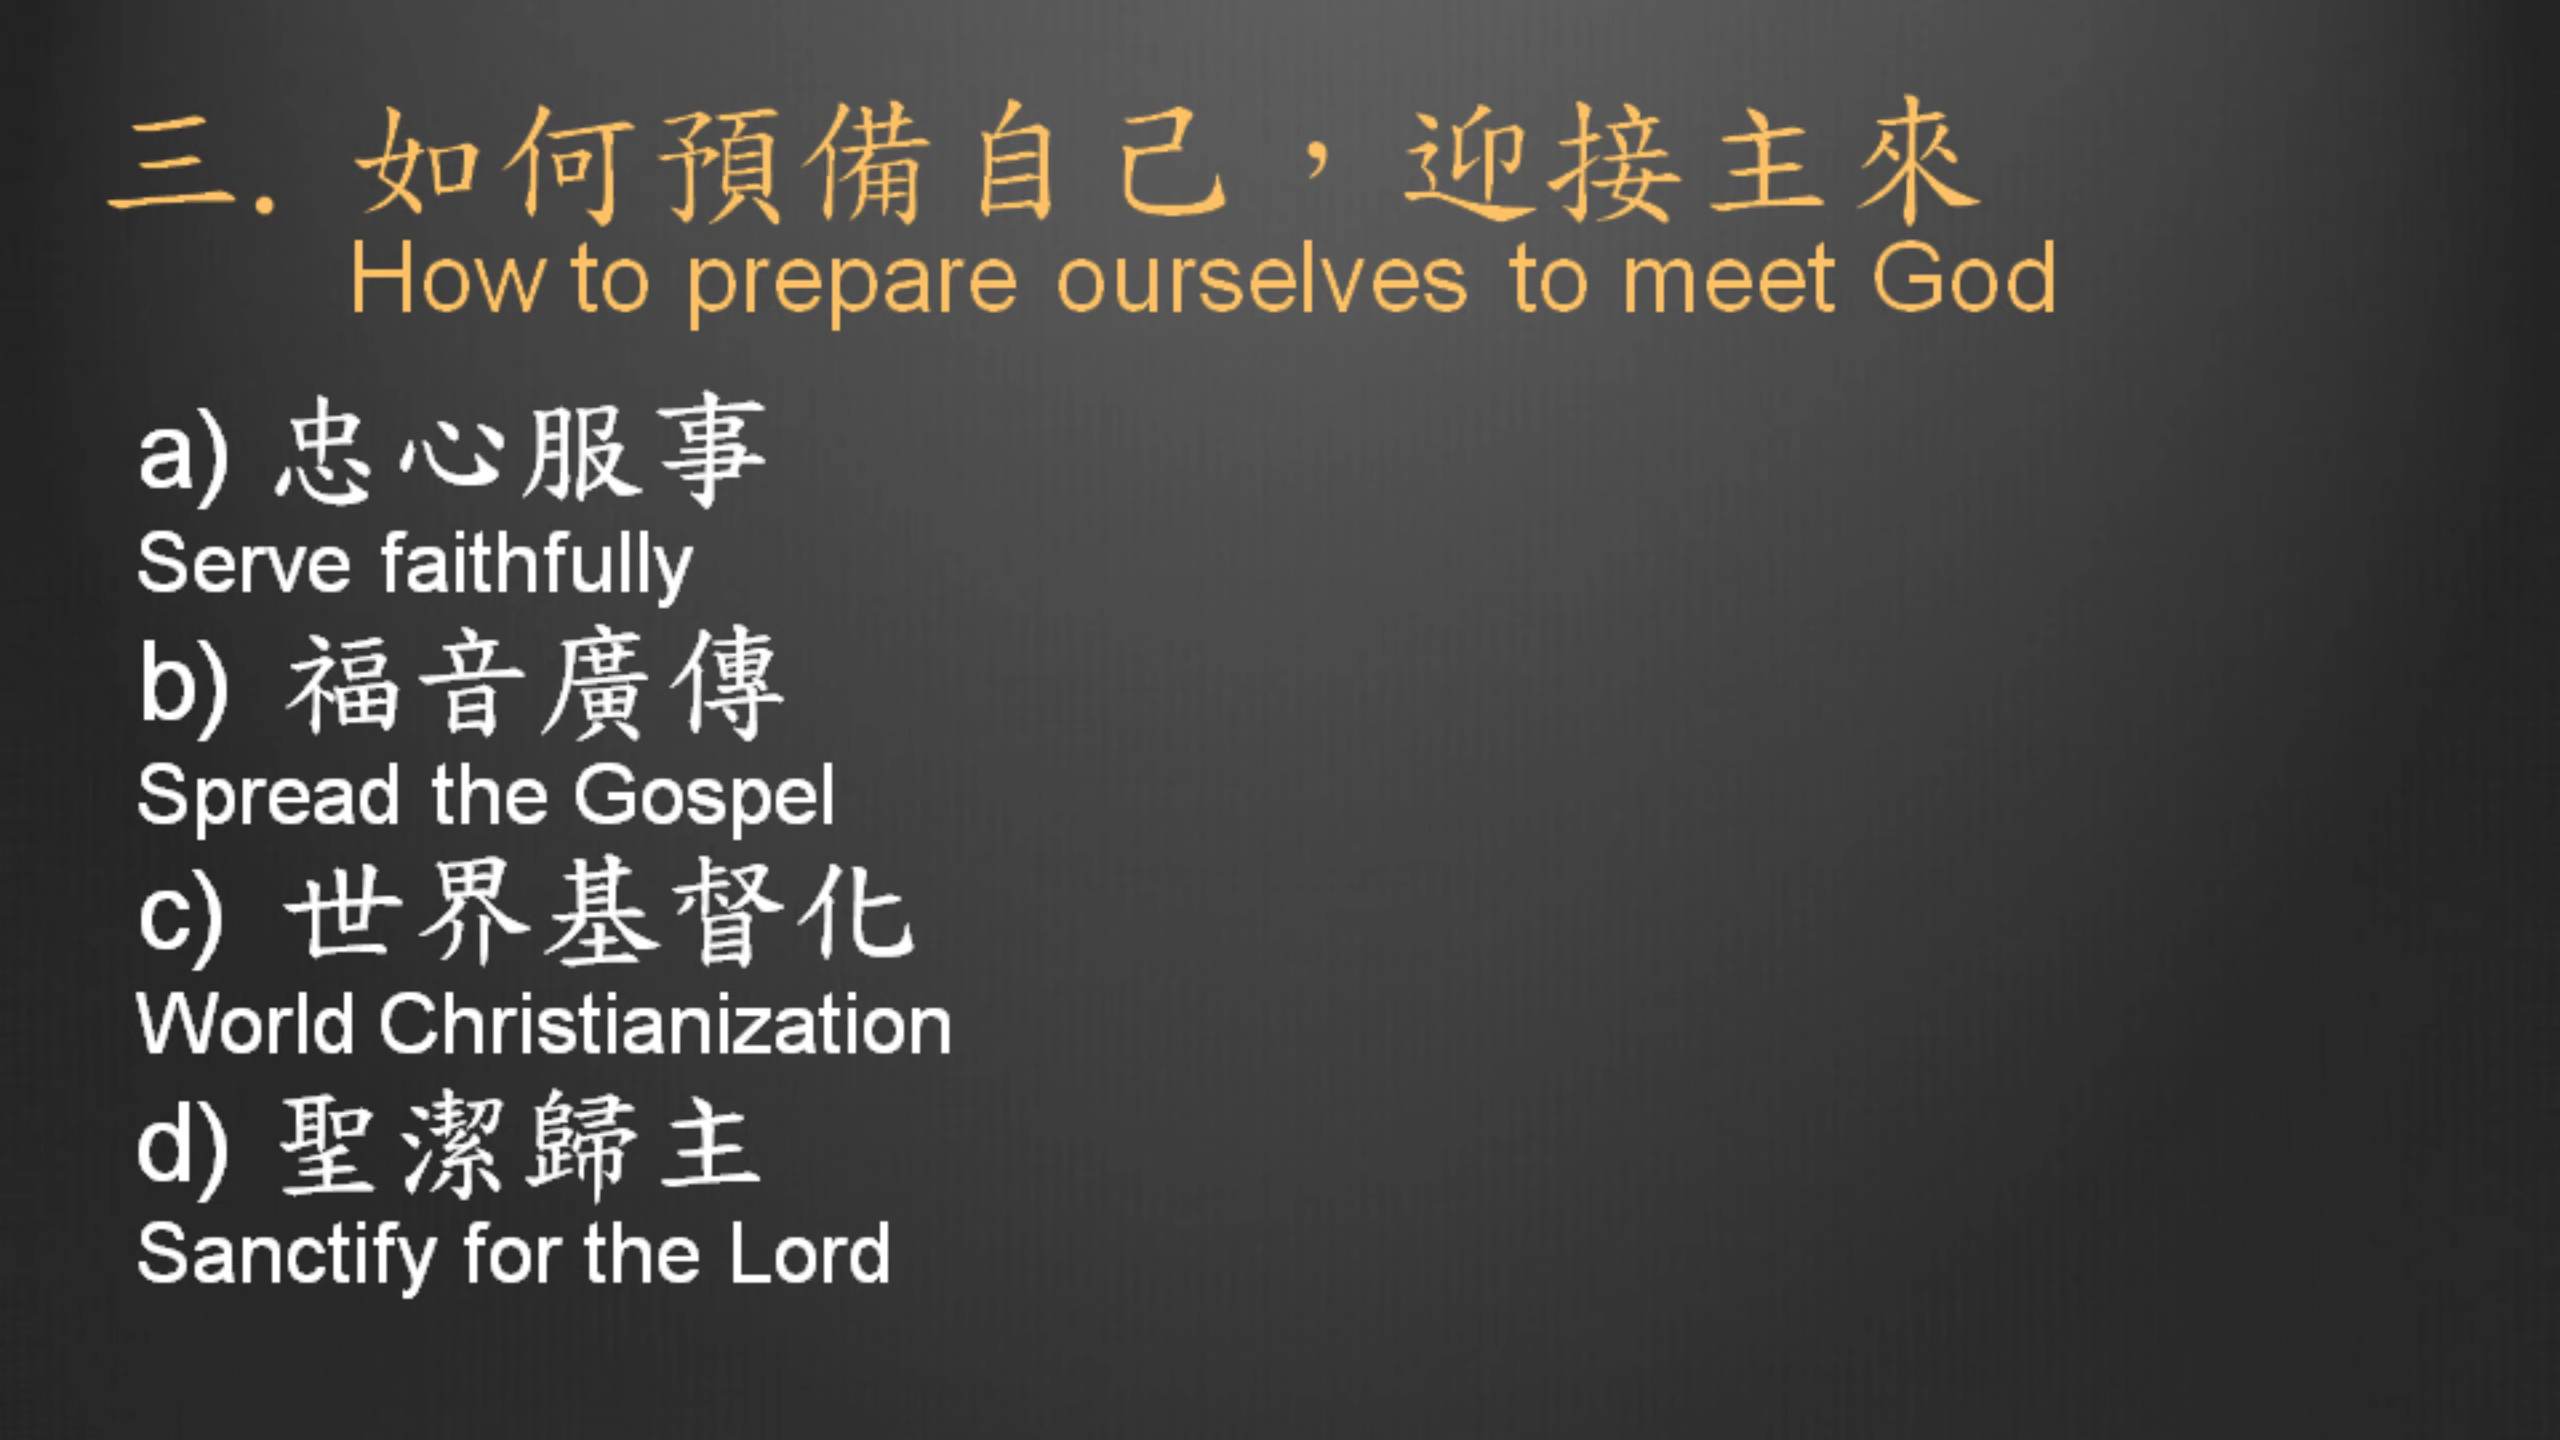 三. 如何預備自己，迎接主來
How to prepare ourselves to meet God
a) 忠心服事
Serve faithfully
b) 福音廣傳
Spread the Gospel
c) 世界基督化
World Christianization
d) 聖潔歸主
Sanctify for the Lord